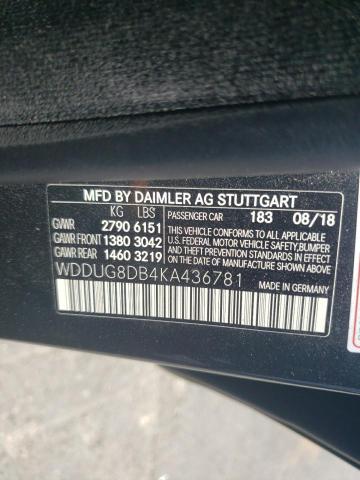 MFD BY DAIMLER AG STUTTGART
KG LBS PASSENGER CAR 183 08/18
GVWR 2790 6151 THIS VEHICLE CONFORMS TO ALL APPLICABLE
GAWR FRONT 1380 3042 U.S. FEDERAL MOTOR VEHICLE SAFETY, BUMPER,
GAWR REAR 1460 3219 AND THEFT PREVENTION STANDARDS IN EFFECT
ON THE DATE OF MANUFACTURE SHOWN ABOVE.
WDDUG8DB4KA436781
MADE IN GERMANY